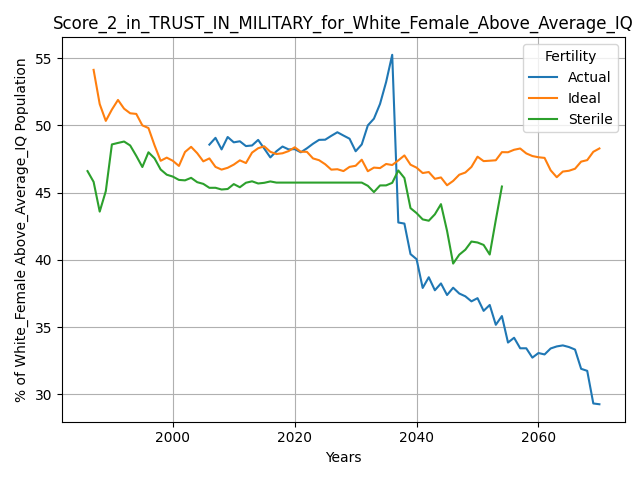 Score_2_in_TRUST_IN_MILITARY_for_White_Female_Above_Average_IQ
% of White_Female Above_Average_IQ Population
55
50
45
40
35
30
2000
2020
2040
2060
Years
Fertility
Actual
Ideal
Sterile